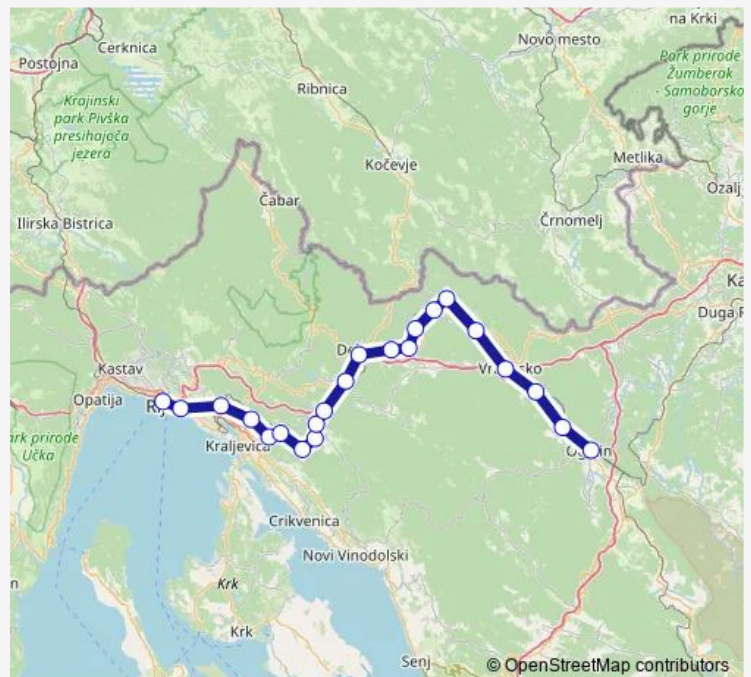 na Krki
Novo mesto
Cerknica
Postojna
Park prirode
Žumberak
- Samoborsko
gorje
Ribnica
Krajinski
park Pivška
presihajoča
jezera
Metlika
Kočevje
Ozalj
Čabar
Črnomelj
Ilirska Bistrica
Duga R
Kastav
Opatija
ark prirode
Učka
Kraljevica
Crikvenica
Novi Vinodolski
Krk
Krk
Senj
© OpenStreetMap contributors